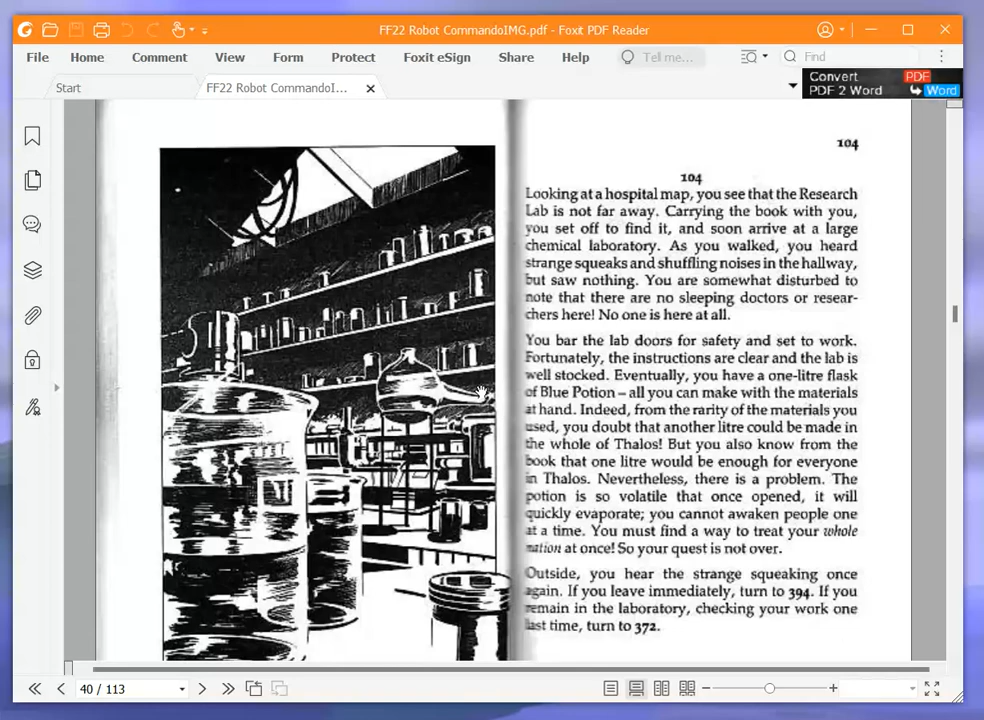 FF22 Robot CommandoIMG.pdf - Foxit PDF Reader
File Home Comment View Form Protect Foxit eSign Share Help Tell me... Find
Start FF22 Robot CommandoI... Convert PDF
PDF 2 Word Word
104
104
Looking at a hospital map, you see that the Research
Lab is not far away. Carrying the book with you,
you set off to find it, and soon arrive at a large
chemical laboratory. As you walked, you heard
strange squeaks and shuffling noises in the hallway,
but saw nothing. You are somewhat disturbed to
note that there are no sleeping doctors or resear-
chers here! No one is here at all.
You bar the lab doors for safety and set to work.
Fortunately, the instructions are clear and the lab is
well stocked. Eventually, you have a one-litre flask
of Blue Potion – all you can make with the materials
at hand. Indeed, from the rarity of the materials you
used, you doubt that another litre could be made in
the whole of Thalos! But you also know from the
book that one litre would be enough for everyone
in Thalos. Nevertheless, there is a problem. The
potion is so volatile that once opened, it will
quickly evaporate; you cannot awaken people one
at a time. You must find a way to treat your whole
nation at once! So your quest is not over.
Outside, you hear the strange squeaking once
again. If you leave immediately, turn to 394. If you
remain in the laboratory, checking your work one
last time, turn to 372.
40 / 113